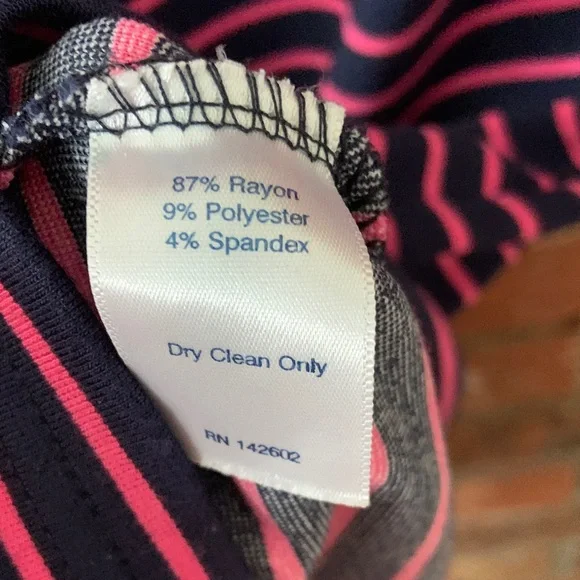 87% Rayon
9% Polyester
4% Spandex
Dry Clean Only
RN 142602